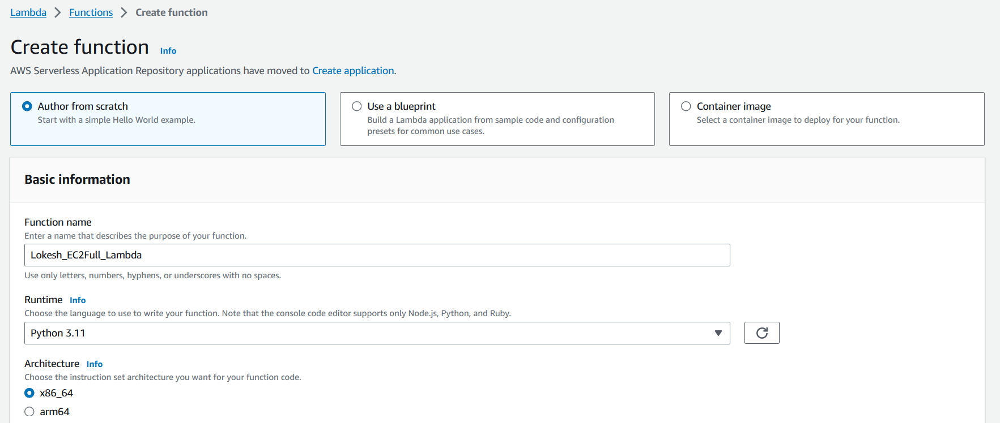 Lambda > Functions > Create function
Create function Info
AWS Serverless Application Repository applications have moved to Create application.
Author from scratch
Start with a simple Hello World example.
Use a blueprint
Build a Lambda application from sample code and configuration
presets for common use cases.
Container image
Select a container image to deploy for your function.
Basic information
Function name
Enter a name that describes the purpose of your function.
Lokesh_EC2Full_Lambda
Use only letters, numbers, hyphens, or underscores with no spaces.
Runtime Info
Choose the language to use to write your function. Note that the console code editor supports only Node.js, Python, and Ruby.
Python 3.11
Architecture Info
Choose the instruction set architecture you want for your function code.
x86_64
arm64